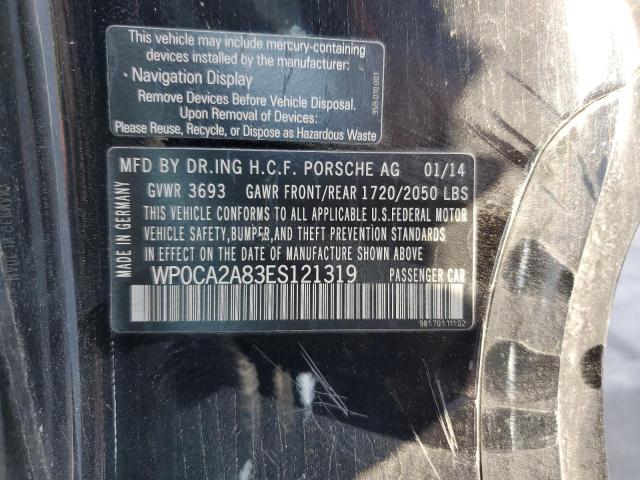 This vehicle may include mercury-containing
devices installed by the manufacturer:
· Navigation Display
Remove Devices Before Vehicle Disposal.
Upon Removal of Devices:
Please Reuse, Recycle, or Dispose as Hazardous Waste
958.010.001
MFD BY DR.ING H.C.F. PORSCHE AG 01/14
GVWR 3693 GAWR FRONT/REAR 1720/2050 LBS
THIS VEHICLE CONFORMS TO ALL APPLICABLE U.S.FEDERAL MOTOR
VEHICLE SAFETY,BUMPER,AND THEFT PREVENTION STANDARDS
IN EFFECT ON THE DATE OF MANUFACTURE SHOWN ABOVE
WP0CA2A83ES121319 PASSENGER CAR
MADE IN GERMANY
981.701.111.02